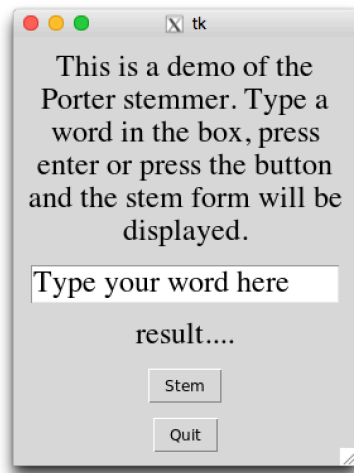 tk
This is a demo of the
Porter stemmer. Type a
word in the box, press
enter or press the button
and the stem form will be
displayed.
Type your word here
result....
Stem
Quit